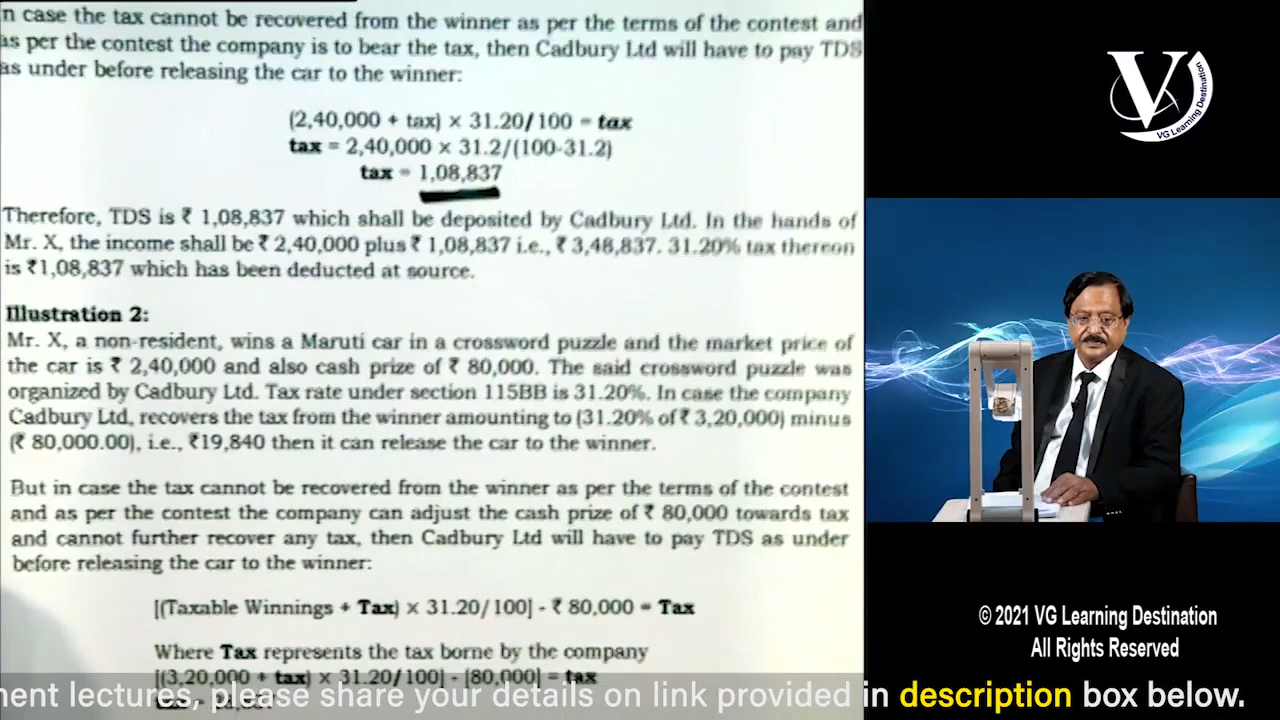 n case the tax cannot be recovered from the winner as per the terms of the contest and
as per the contest the company is to bear the tax, then Cadbury Ltd will have to pay TDS
as under before releasing the car to the winner:
(2,40,000 + tax) × 31.20/100 = tax
tax = 2,40,000 × 31.2/(100-31.2)
tax = 1,08,837
Therefore, TDS is ₹ 1,08,837 which shall be deposited by Cadbury Ltd. In the hands of
Mr. X, the income shall be ₹ 2,40,000 plus ₹ 1,08,837 i.e., ₹ 3,48,837. 31.20% tax thereon
is ₹1,08,837 which has been deducted at source.
Illustration 2:
Mr. X, a non-resident, wins a Maruti car in a crossword puzzle and the market price of
the car is ₹ 2,40,000 and also cash prize of ₹ 80,000. The said crossword puzzle was
organized by Cadbury Ltd. Tax rate under section 115BB is 31.20%. In case the company
Cadbury Ltd, recovers the tax from the winner amounting to (31.20% of ₹ 3,20,000) minus
(₹ 80,000.00), i.e., ₹19,840 then it can release the car to the winner.
But in case the tax cannot be recovered from the winner as per the terms of the contest
and as per the contest the company can adjust the cash prize of ₹ 80,000 towards tax
and cannot further recover any tax, then Cadbury Ltd will have to pay TDS as under
before releasing the car to the winner:
[(Taxable Winnings + Tax) × 31.20/100] - ₹ 80,000 = Tax
Where Tax represents the tax borne by the company
[(3,20,000 + tax) × 31.20/100] - [80,000] = tax
V
VG Learning Destination
© 2021 VG Learning Destination
All Rights Reserved
nent lectures, please share your details on link provided in description box below.